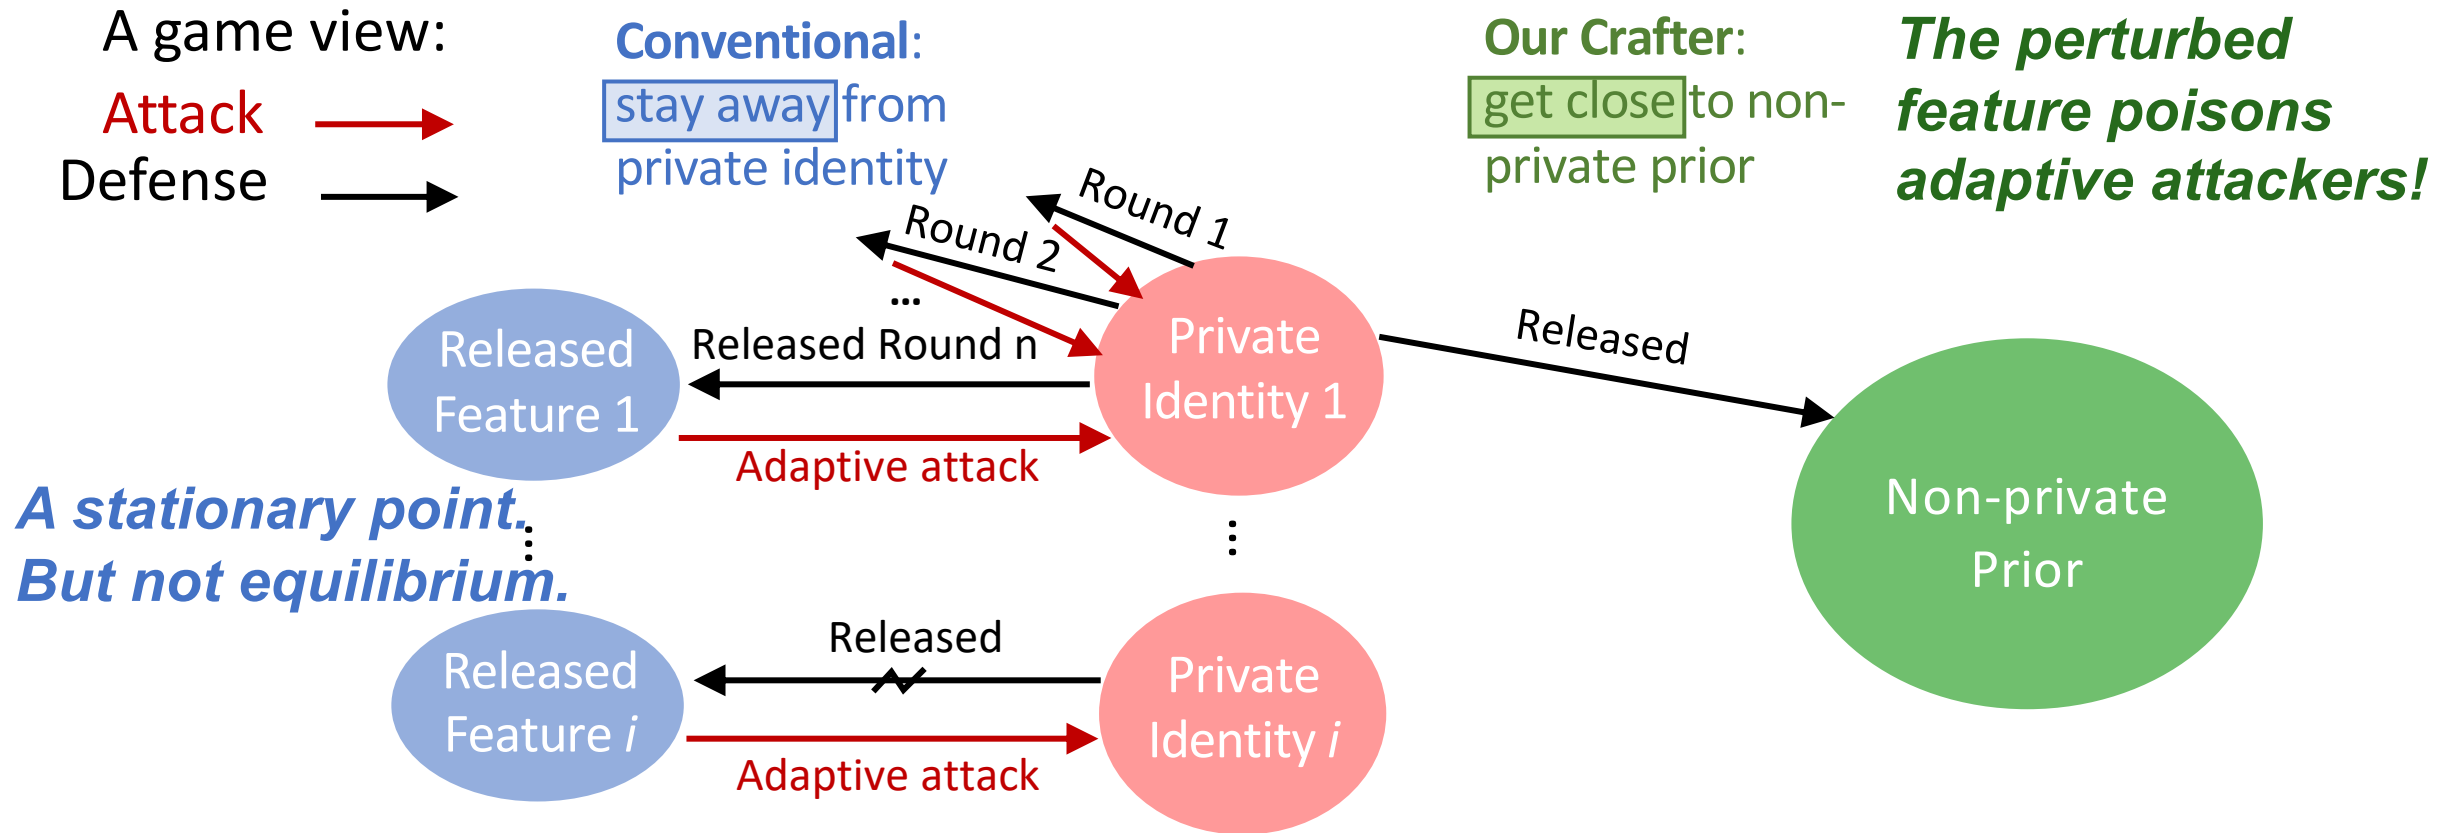 A game view:
Attack
Defense
Conventional:
stay away from
private identity
Our Crafter:
get close to non-
private prior
The perturbed
feature poisons
adaptive attackers!
Round 1
Round 2
...
Released Round n
Released
Feature 1
Private
Identity 1
Adaptive attack
Released
Non-private
Prior
A stationary point.
But not equilibrium.
...
...
Released
Released
Feature i
Private
Identity i
Adaptive attack